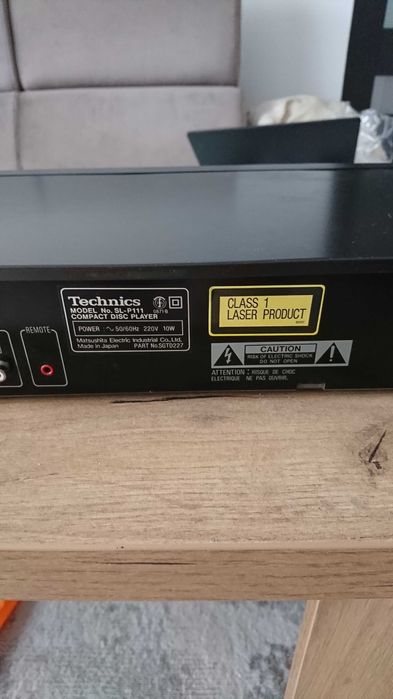 REMOTE
Technics
MODEL No. SL-P111
COMPACT DISC PLAYER
POWER : ∿ 50/60Hz 220V 10W
Matsushita Electric Industrial Co.,Ltd.
Made in Japan PART No.SGTD227
CLASS 1
LASER PRODUCT
CAUTION
RISK OF ELECTRIC SHOCK
DO NOT OPEN
ATTENTION : RISQUE DE CHOC
ELECTRIQUE NE PAS OUVRIR.